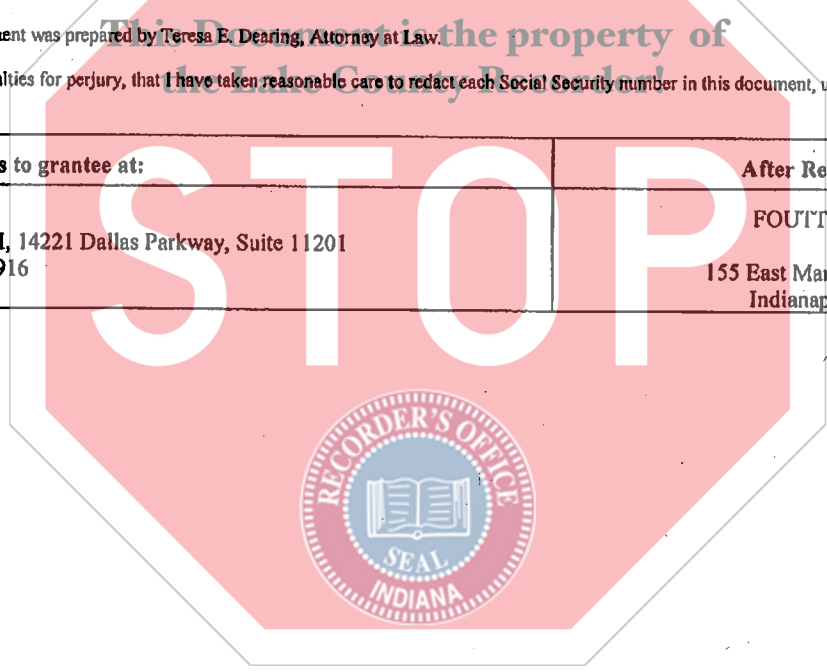 This Document is the property of
ent was prepared by Teresa E. Dearing, Attorney at Law.
the Lake County Recorder!
lties for perjury, that I have taken reasonable care to redact each Social Security number in this document, u
s to grantee at:
After Re
FOUTT
I, 14221 Dallas Parkway, Suite 11201
916
155 East Mar
Indianap
STOP
RECORDER'S OFFICE
SEAL
INDIANA